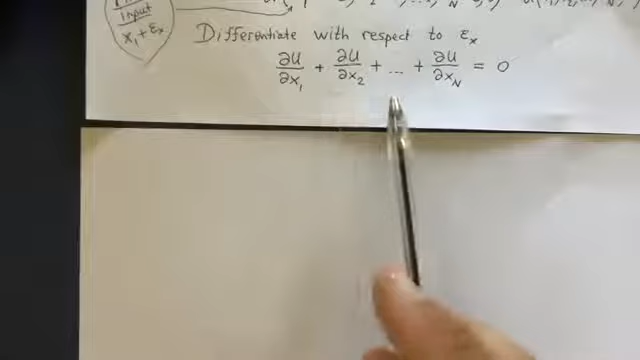 input
x₁ + εₓ
Differentiate with respect to εₓ
∂U/∂x₁ + ∂U/∂x₂ + ... + ∂U/∂x_N = 0